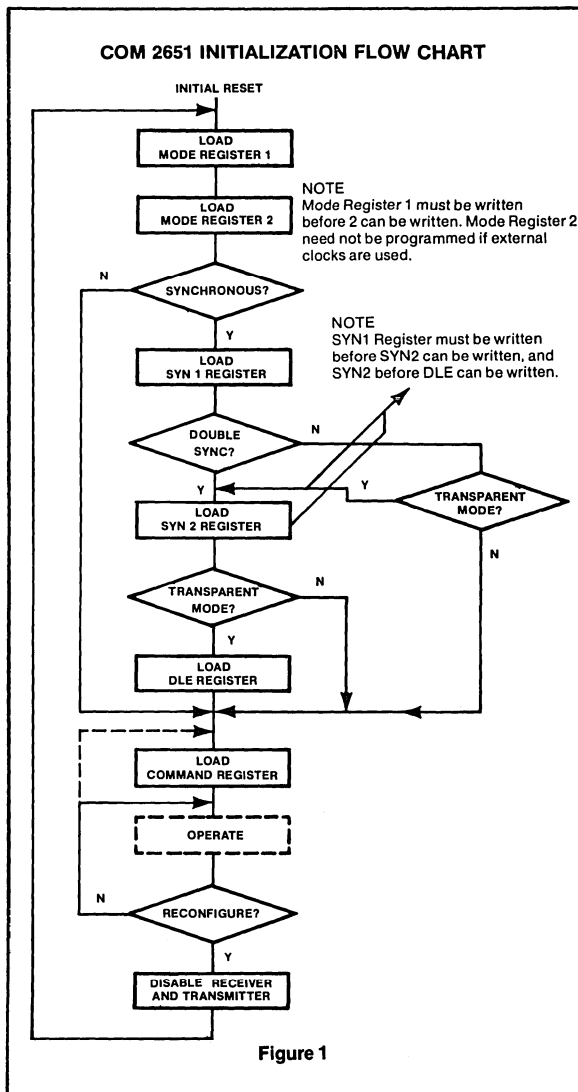 COM 2651 INITIALIZATION FLOW CHART
INITIAL RESET
LOAD
MODE REGISTER 1
LOAD
MODE REGISTER 2
NOTE
Mode Register 1 must be written
before 2 can be written. Mode Register 2
need not be programmed if external
clocks are used.
N
SYNCHRONOUS?
Y
NOTE
SYN1 Register must be written
before SYN2 can be written, and
SYN2 before DLE can be written.
LOAD
SYN 1 REGISTER
DOUBLE
SYNC?
N
Y
Y
TRANSPARENT
MODE?
LOAD
SYN 2 REGISTER
N
TRANSPARENT
MODE?
N
Y
LOAD
DLE REGISTER
LOAD
COMMAND REGISTER
OPERATE
N
RECONFIGURE?
Y
DISABLE RECEIVER
AND TRANSMITTER
Figure 1